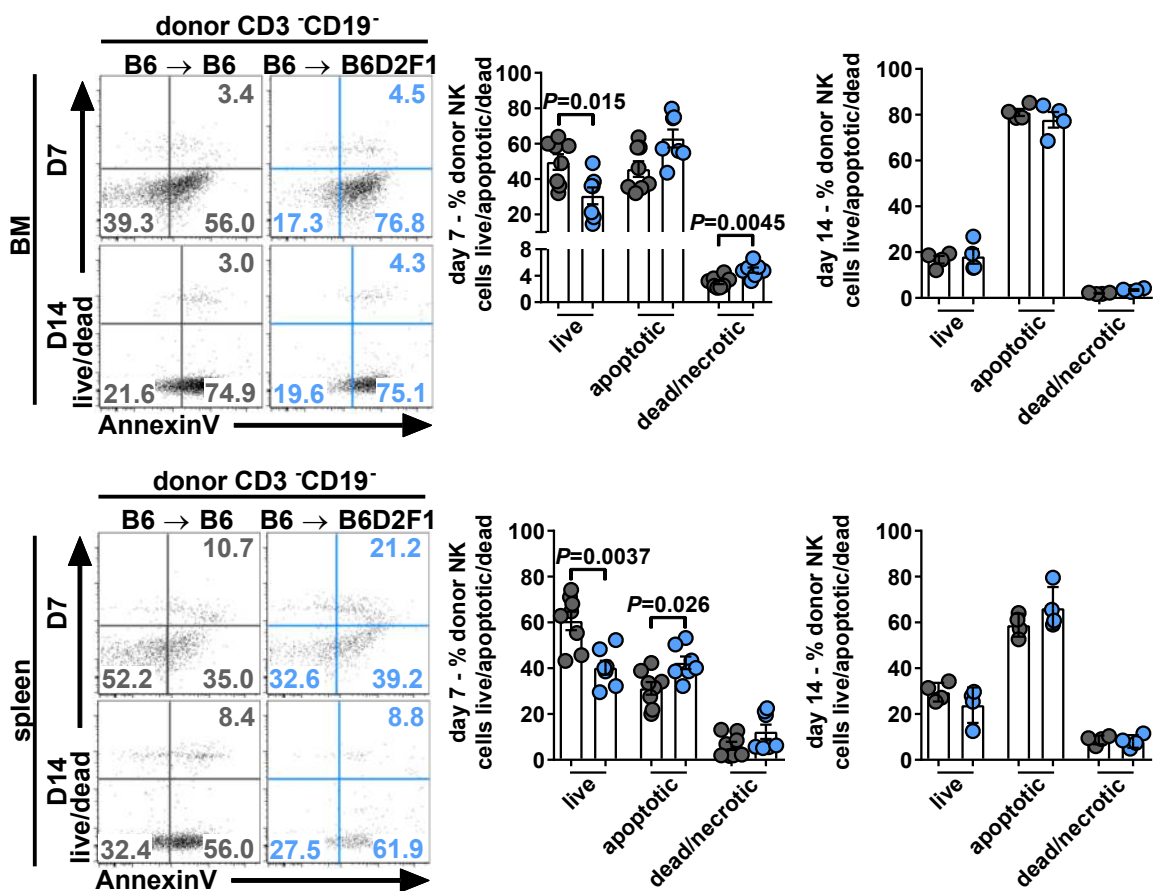 donor CD3 -CD19-
B6 → B6 B6 → B6D2F1
BM
D7
3.4
4.5
39.3
56.0
17.3
76.8
D14
3.0
4.3
21.6
74.9
19.6
75.1
live/dead
AnnexinV
day 7 - % donor NK
cells live/apoptotic/dead
100
80
60
40
20
8
4
0
P=0.015
P=0.0045
live
apoptotic
dead/necrotic
day 14 - % donor NK
cells live/apoptotic/dead
100
80
60
40
20
0
live
apoptotic
dead/necrotic
donor CD3 -CD19-
B6 → B6 B6 → B6D2F1
spleen
D7
10.7
21.2
52.2
35.0
32.6
39.2
D14
8.4
8.8
32.4
56.0
27.5
61.9
live/dead
AnnexinV
day 7 - % donor NK
cells live/apoptotic/dead
100
80
60
40
20
0
P=0.0037
P=0.026
live
apoptotic
dead/necrotic
day 14 - % donor NK
cells live/apoptotic/dead
100
80
60
40
20
0
live
apoptotic
dead/necrotic